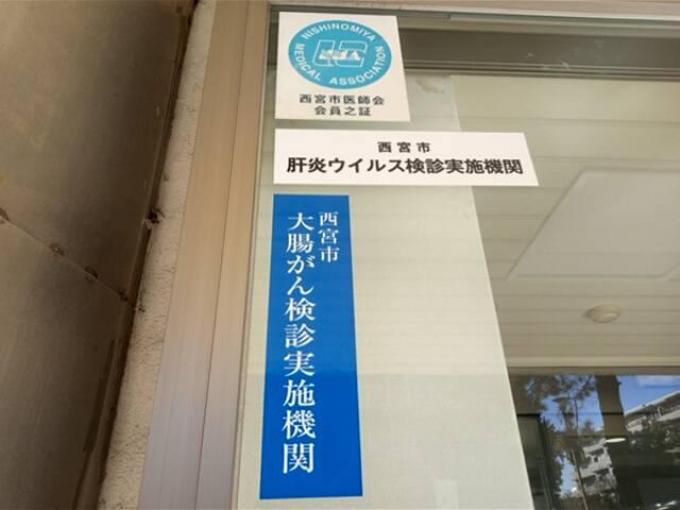 NISHINOMIYA
MEDICAL ASSOCIATION
西宮市医師会
会員之証
西宮市
肝炎ウイルス検診実施機関
西宮市
大腸がん検診実施機関